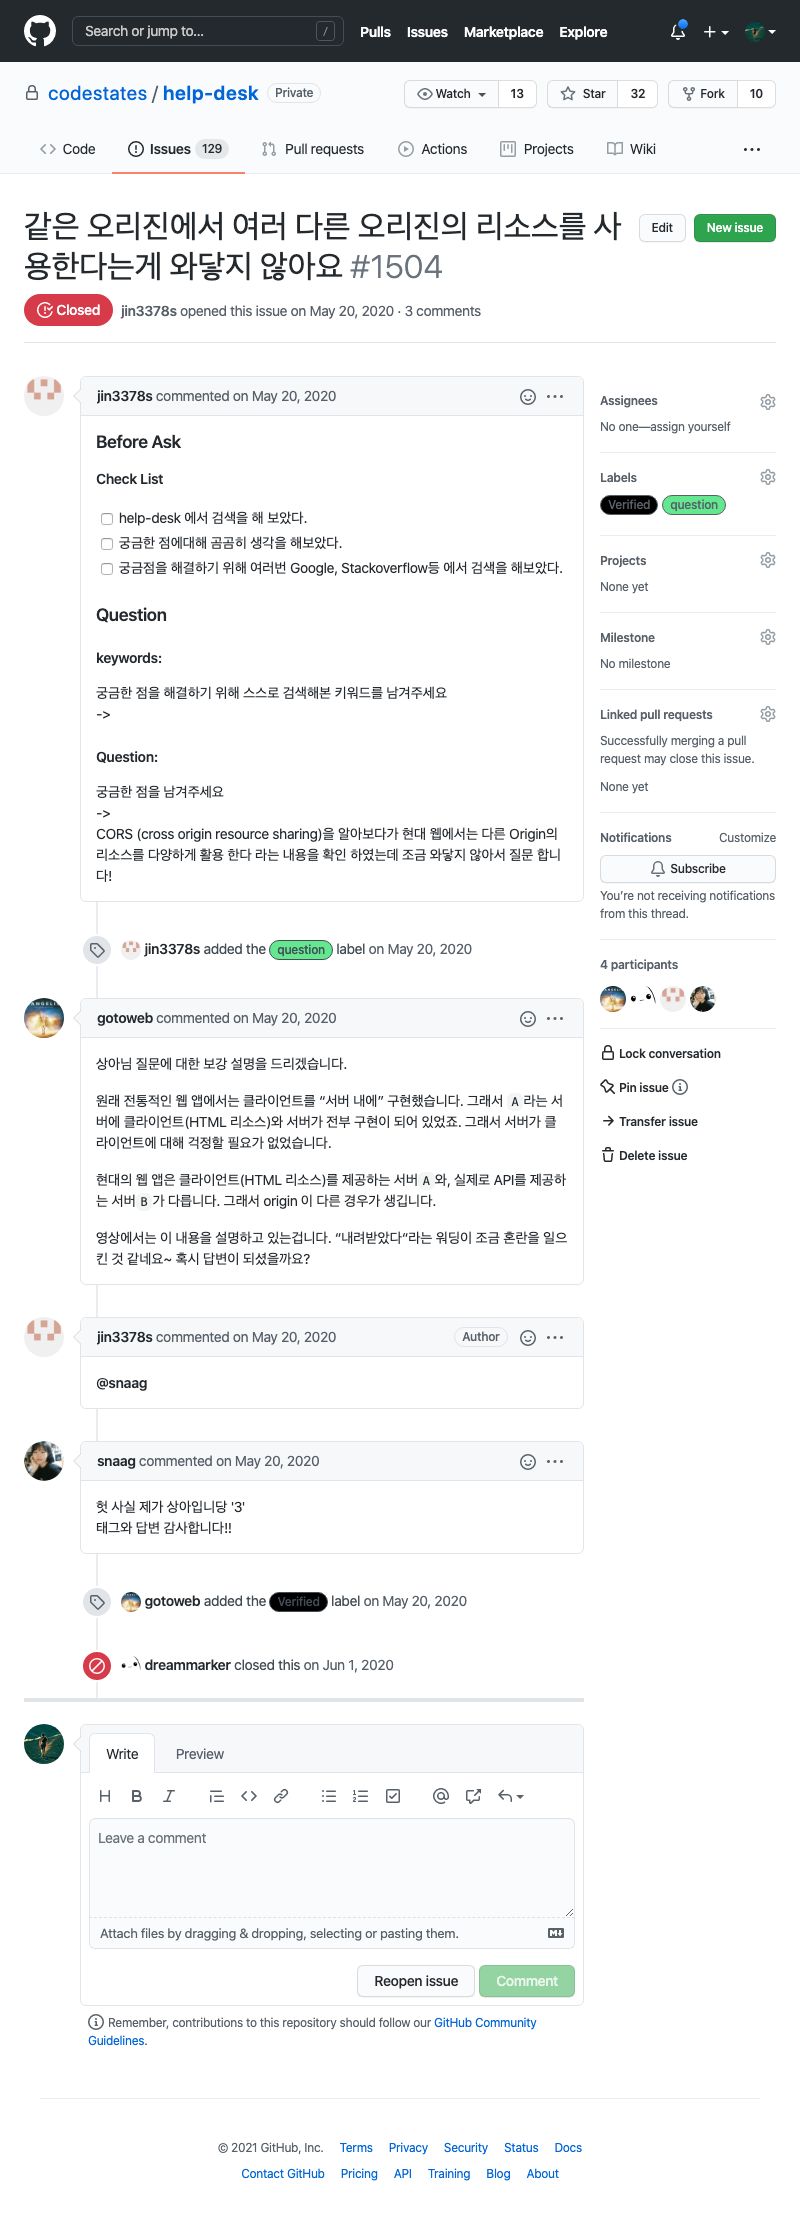 Search or jump to... /
Pulls Issues Marketplace Explore
codestates / help-desk Private
Watch 13 Star 32 Fork 10
Code Issues 129 Pull requests Actions Projects Wiki ...
같은 오리진에서 여러 다른 오리진의 리소스를 사
용한다는게 와닿지 않아요 #1504
Edit New issue
Closed jin3378s opened this issue on May 20, 2020 · 3 comments
jin3378s commented on May 20, 2020
Before Ask
Check List
help-desk 에서 검색을 해 보았다.
궁금한 점에대해 곰곰히 생각을 해보았다.
궁금점을 해결하기 위해 여러번 Google, Stackoverflow등 에서 검색을 해보았다.
Question
keywords:
궁금한 점을 해결하기 위해 스스로 검색해본 키워드를 남겨주세요
->
Question:
궁금한 점을 남겨주세요
->
CORS (cross origin resource sharing)을 알아보다가 현대 웹에서는 다른 Origin의
리소스를 다양하게 활용 한다 라는 내용을 확인 하였는데 조금 와닿지 않아서 질문 합니
다!
jin3378s added the question label on May 20, 2020
gotoweb commented on May 20, 2020
상아님 질문에 대한 보강 설명을 드리겠습니다.
원래 전통적인 웹 앱에서는 클라이언트를 “서버 내에” 구현했습니다. 그래서 A 라는 서
버에 클라이언트(HTML 리소스)와 서버가 전부 구현이 되어 있었죠. 그래서 서버가 클
라이언트에 대해 걱정할 필요가 없었습니다.
현대의 웹 앱은 클라이언트(HTML 리소스)를 제공하는 서버 A 와, 실제로 API를 제공하
는 서버 B 가 다릅니다. 그래서 origin 이 다른 경우가 생깁니다.
영상에서는 이 내용을 설명하고 있는겁니다. “내려받았다“라는 워딩이 조금 혼란을 일으
킨 것 같네요~ 혹시 답변이 되셨을까요?
jin3378s commented on May 20, 2020 Author
@snaag
snaag commented on May 20, 2020
헛 사실 제가 상아입니당 '3'
태그와 답변 감사합니다!!
gotoweb added the Verified label on May 20, 2020
dreammarker closed this on Jun 1, 2020
Assignees
No one—assign yourself
Labels
Verified question
Projects
None yet
Milestone
No milestone
Linked pull requests
Successfully merging a pull
request may close this issue.
None yet
Notifications Customize
Subscribe
You're not receiving notifications
from this thread.
4 participants
Lock conversation
Pin issue
Transfer issue
Delete issue
Write Preview
Leave a comment
Attach files by dragging & dropping, selecting or pasting them.
Reopen issue Comment
Remember, contributions to this repository should follow our GitHub Community
Guidelines.
© 2021 GitHub, Inc. Terms Privacy Security Status Docs
Contact GitHub Pricing API Training Blog About